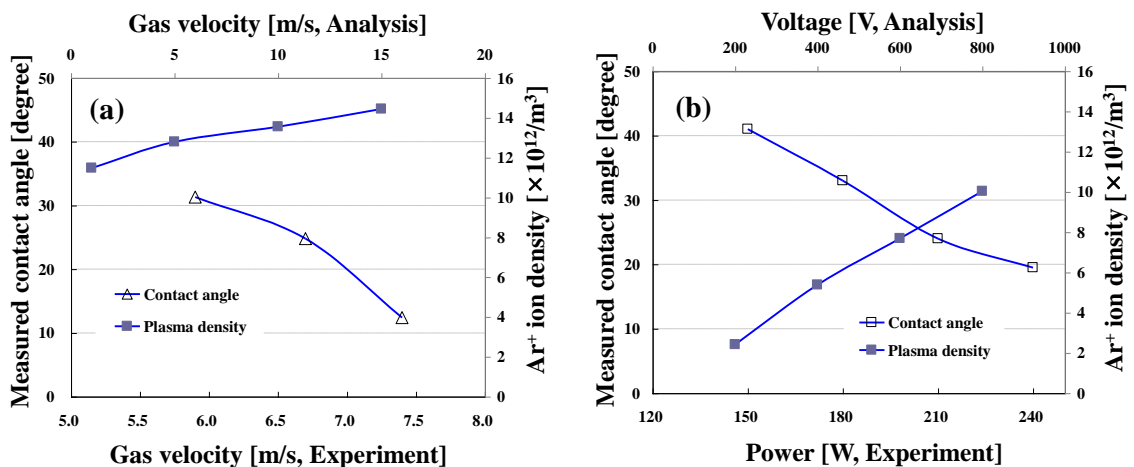 Gas velocity [m/s, Analysis]
0 5 10 15 20
Measured contact angle [degree]
50
40
30
20
10
0
(a)
Contact angle
Plasma density
16
14
12
10
8
6
4
2
0
Ar⁺ ion density [×10¹²/m³]
5.0 5.5 6.0 6.5 7.0 7.5 8.0
Gas velocity [m/s, Experiment]
Voltage [V, Analysis]
0 200 400 600 800 1000
Measured contact angle [degree]
50
40
30
20
10
0
(b)
Contact angle
Plasma density
16
14
12
10
8
6
4
2
0
Ar⁺ ion density [×10¹²/m³]
120 150 180 210 240
Power [W, Experiment]